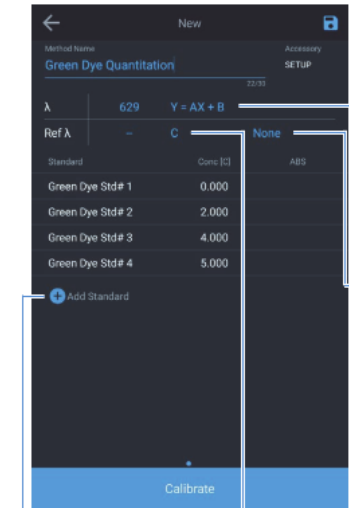 New
Method Name
Accessory
Green Dye Quantitation
SETUP
22/33
λ 629 Y = AX + B
Ref λ – C None
Standard Conc [C] ABS
Green Dye Std# 1 0.000
Green Dye Std# 2 2.000
Green Dye Std# 3 4.000
Green Dye Std# 4 5.000
Add Standard
Calibrate